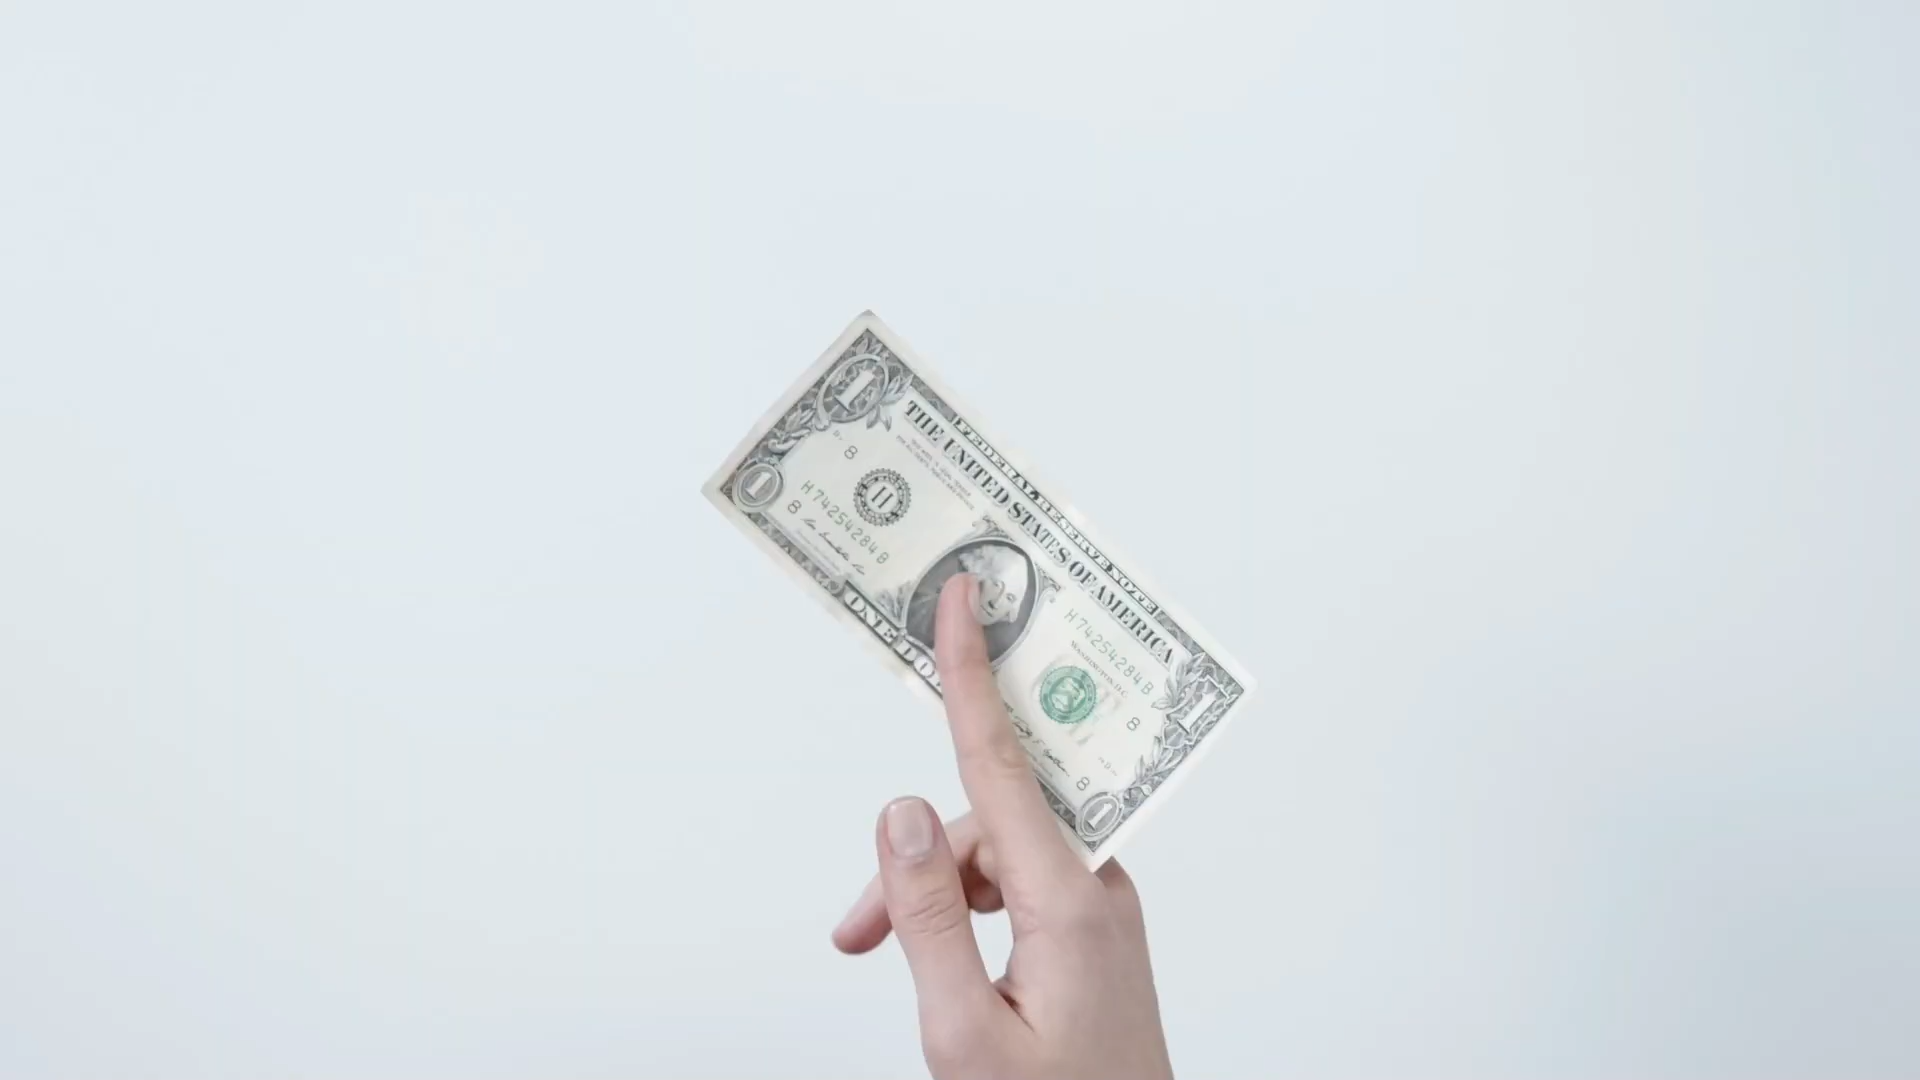 FEDERAL RESERVE NOTE
THE UNITED STATES OF AMERICA
1
8
H
H74254284B
8
1
H74254284B
WASHINGTON, D.C.
8
1
8
1
ONE DO